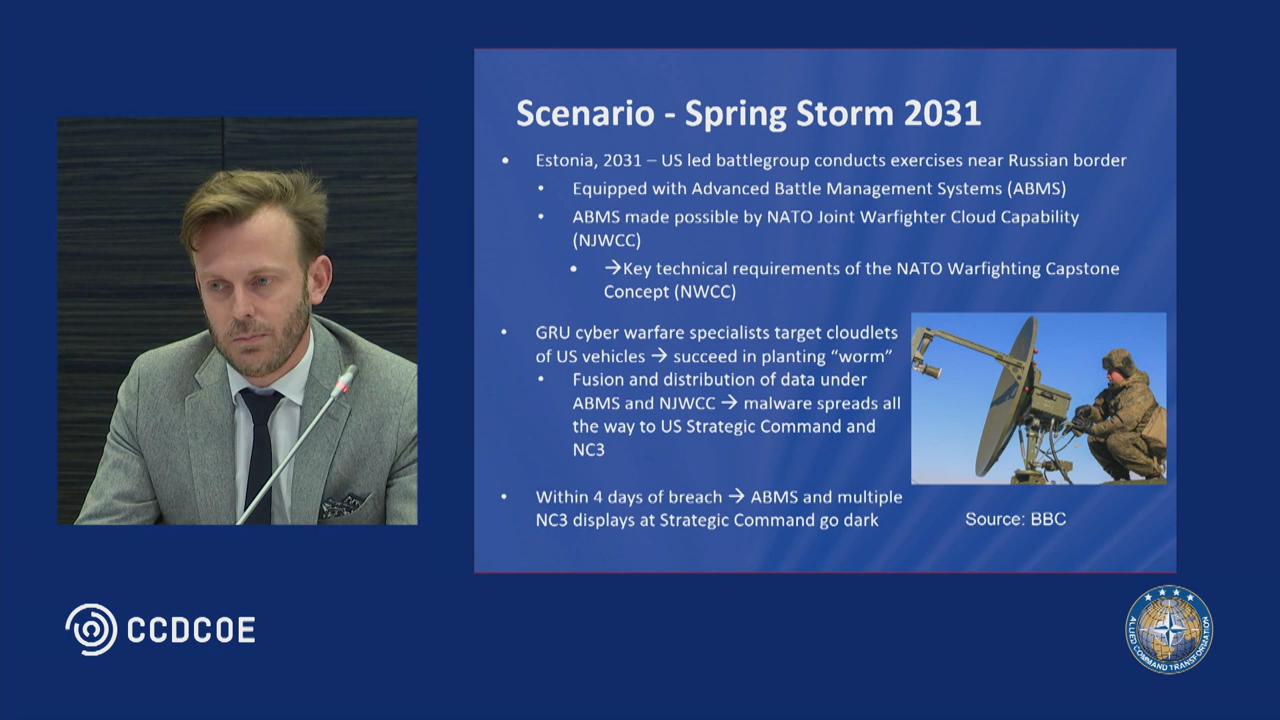 Scenario - Spring Storm 2031
• Estonia, 2031 – US led battlegroup conducts exercises near Russian border
• Equipped with Advanced Battle Management Systems (ABMS)
• ABMS made possible by NATO Joint Warfighter Cloud Capability
(NJWCC)
• →Key technical requirements of the NATO Warfighting Capstone
Concept (NWCC)
• GRU cyber warfare specialists target cloudlets
of US vehicles → succeed in planting “worm”
• Fusion and distribution of data under
ABMS and NJWCC → malware spreads all
the way to US Strategic Command and
NC3
• Within 4 days of breach → ABMS and multiple
NC3 displays at Strategic Command go dark
Source: BBC
CCDCOE
ALLIED COMMAND TRANSFORMATION